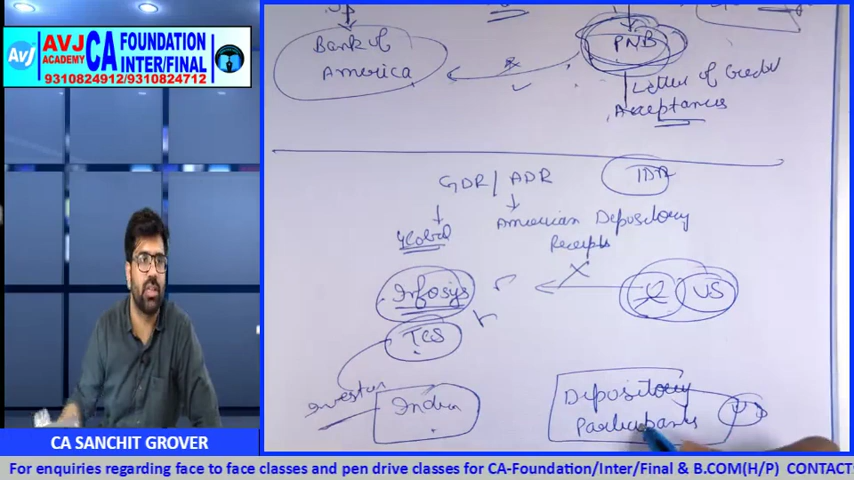 AVJ CA FOUNDATION
ACADEMY INTER/FINAL
9310824912/9310824712
AVJ
Bank of
America
PNB
Letter of Credit
Acceptances
GDR/ ADR
IDR
Global
American Depository
Receipts
Infosys
US
TCS
investor
India
Depository
Participants
CA SANCHIT GROVER
For enquiries regarding face to face classes and pen drive classes for CA-Foundation/Inter/Final & B.COM(H/P) CONTACT